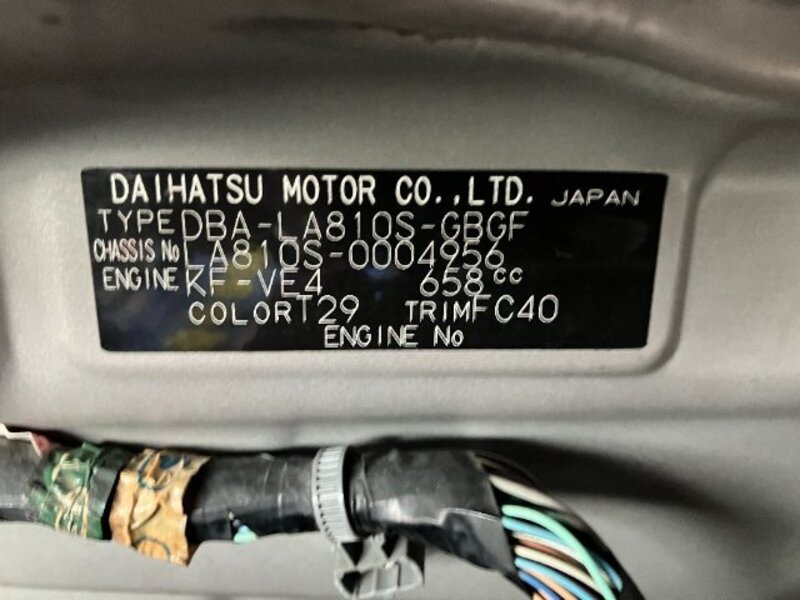 DAIHATSU MOTOR CO.,LTD. JAPAN
TYPE DBA-LA810S-GBGF
CHASSIS No LA810S-0004956
ENGINE KF-VE4 658cc
COLOR T29 TRIM FC40
ENGINE No